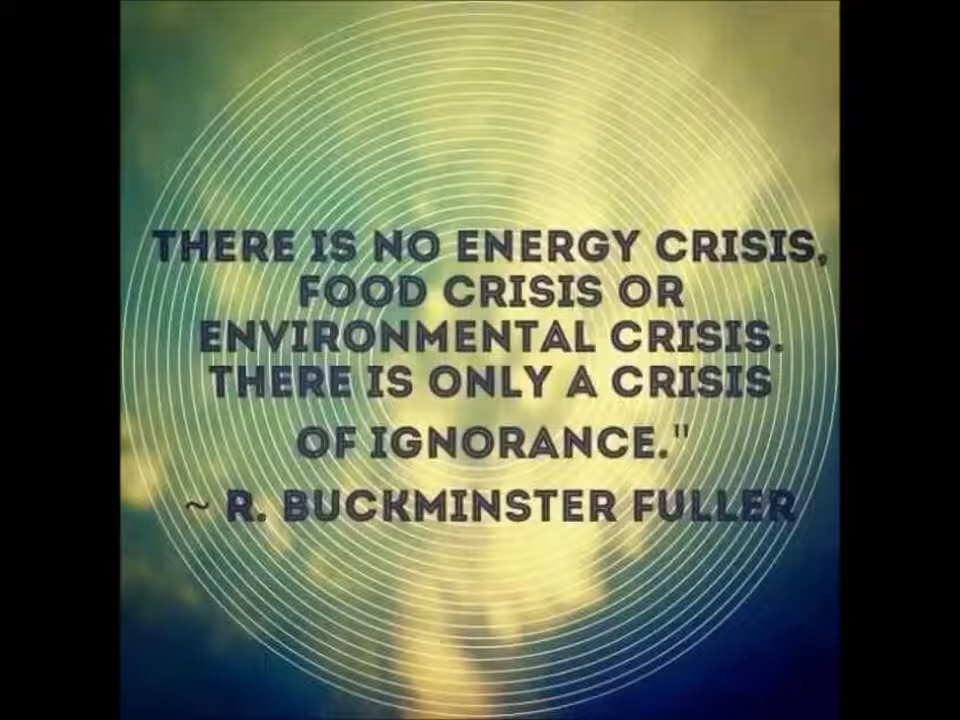 THERE IS NO ENERGY CRISIS,
FOOD CRISIS OR
ENVIRONMENTAL CRISIS.
THERE IS ONLY A CRISIS
OF IGNORANCE."
~ R. BUCKMINSTER FULLER